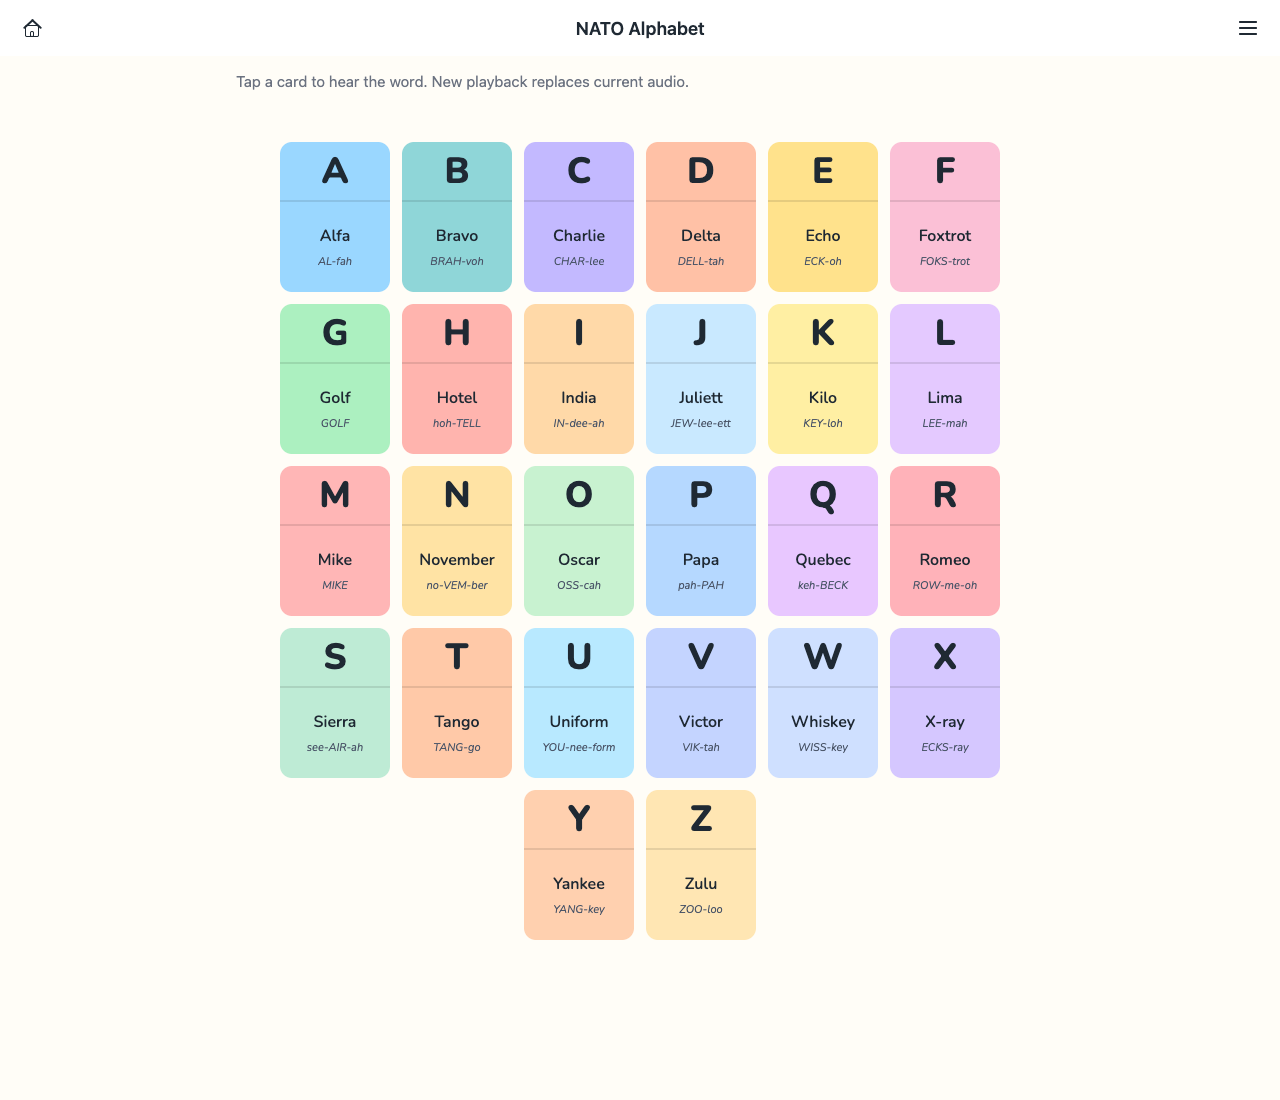 NATO Alphabet
Tap a card to hear the word. New playback replaces current audio.
A B C D E F
Alfa Bravo Charlie Delta Echo Foxtrot
AL-fah BRAH-voh CHAR-lee DELL-tah ECK-oh FOKS-trot
G H I J K L
Golf Hotel India Juliett Kilo Lima
GOLF hoh-TELL IN-dee-ah JEW-lee-ett KEY-loh LEE-mah
M N O P Q R
Mike November Oscar Papa Quebec Romeo
MIKE no-VEM-ber OSS-cah pah-PAH keh-BECK ROW-me-oh
S T U V W X
Sierra Tango Uniform Victor Whiskey X-ray
see-AIR-ah TANG-go YOU-nee-form VIK-tah WISS-key ECKS-ray
Y Z
Yankee Zulu
YANG-key ZOO-loo